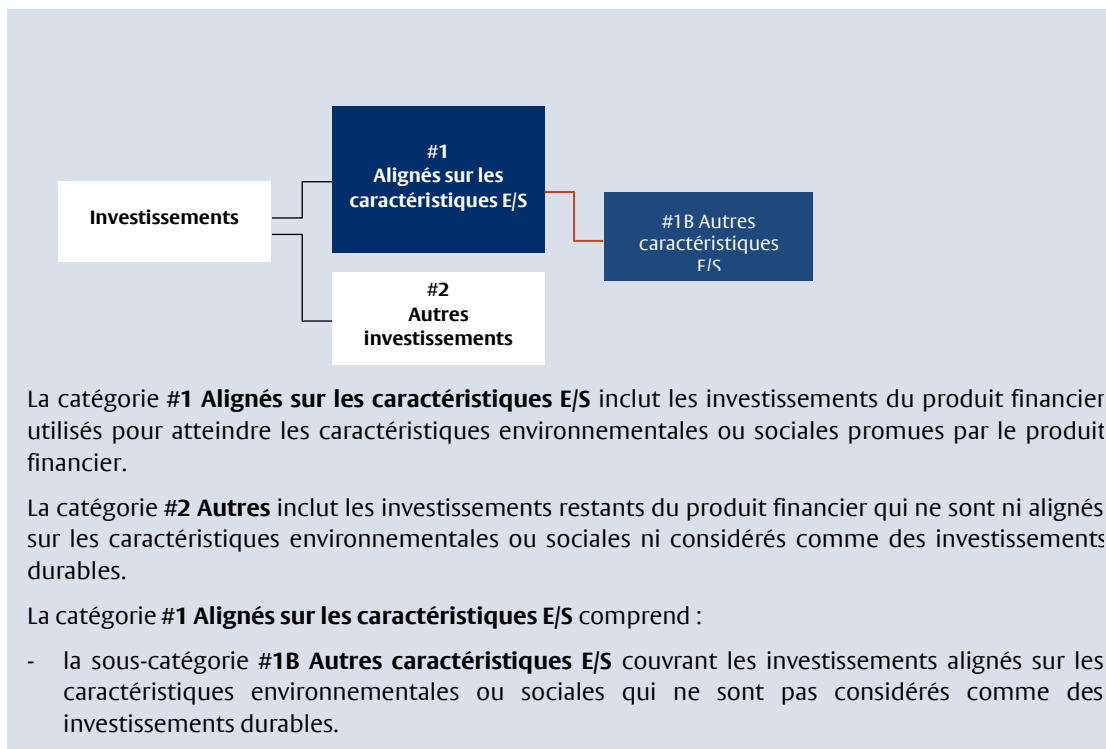 #1
Alignés sur les
caractéristiques E/S
Investissements
#1B Autres
caractéristiques
E/S
#2
Autres
investissements
La catégorie #1 Alignés sur les caractéristiques E/S inclut les investissements du produit financier
utilisés pour atteindre les caractéristiques environnementales ou sociales promues par le produit
financier.
La catégorie #2 Autres inclut les investissements restants du produit financier qui ne sont ni alignés
sur les caractéristiques environnementales ou sociales ni considérés comme des investissements
durables.
La catégorie #1 Alignés sur les caractéristiques E/S comprend :
- la sous-catégorie #1B Autres caractéristiques E/S couvrant les investissements alignés sur les
caractéristiques environnementales ou sociales qui ne sont pas considérés comme des
investissements durables.